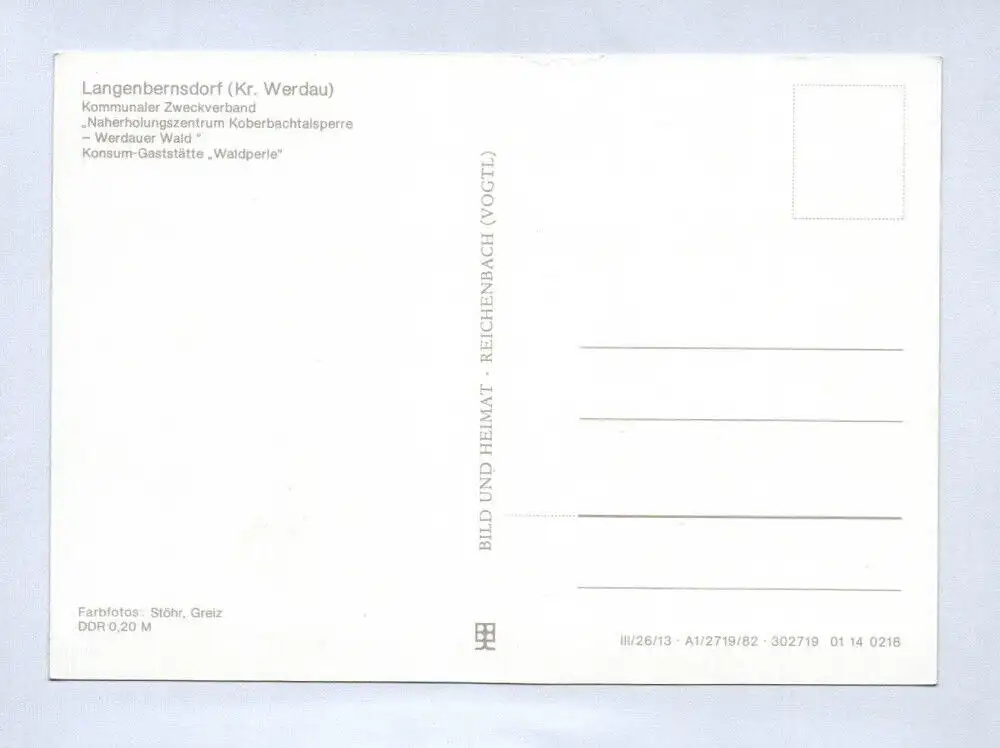 Langenbernsdorf (Kr. Werdau)
Kommunaler Zweckverband
„Naherholungszentrum Koberbachtalsperre
– Werdauer Wald "
Konsum-Gaststätte „Waldperle"
BILD UND HEIMAT · REICHENBACH (VOGTL)
Farbfotos: Stöhr, Greiz
DDR 0,20 M
III/26/13 · A1/2719/82 · 302719 01 14 0218